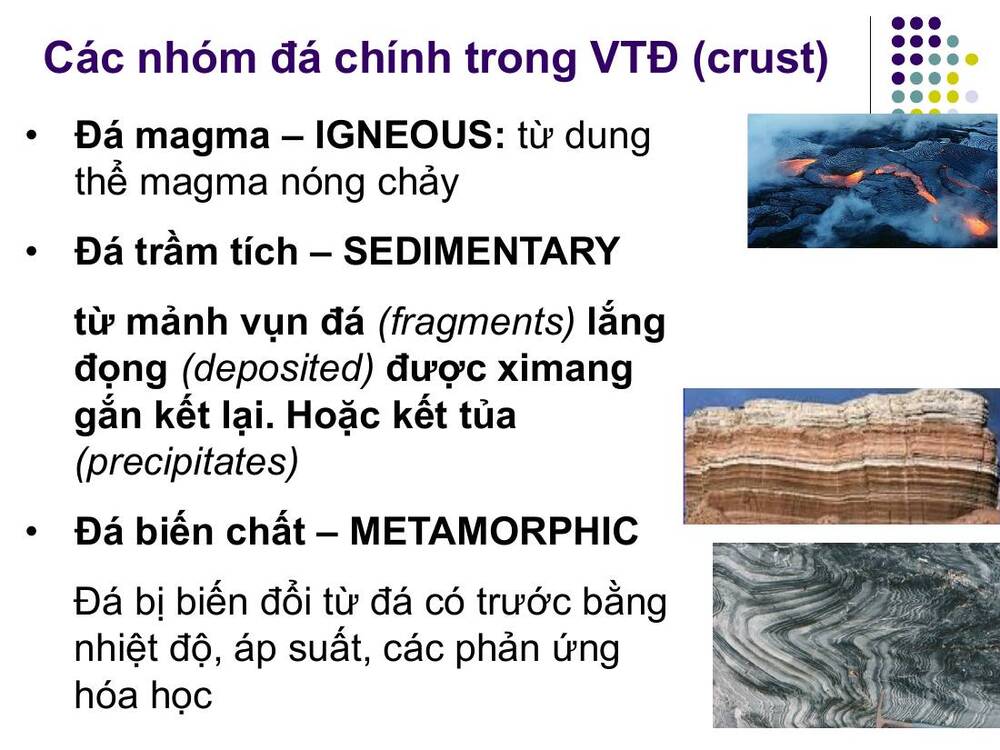 Các nhóm đá chính trong VTĐ (crust)
• Đá magma – IGNEOUS: từ dung
thể magma nóng chảy
• Đá trầm tích – SEDIMENTARY
từ mảnh vụn đá (fragments) lắng
đọng (deposited) được ximang
gắn kết lại. Hoặc kết tủa
(precipitates)
• Đá biến chất – METAMORPHIC
Đá bị biến đổi từ đá có trước bằng
nhiệt độ, áp suất, các phản ứng
hóa học